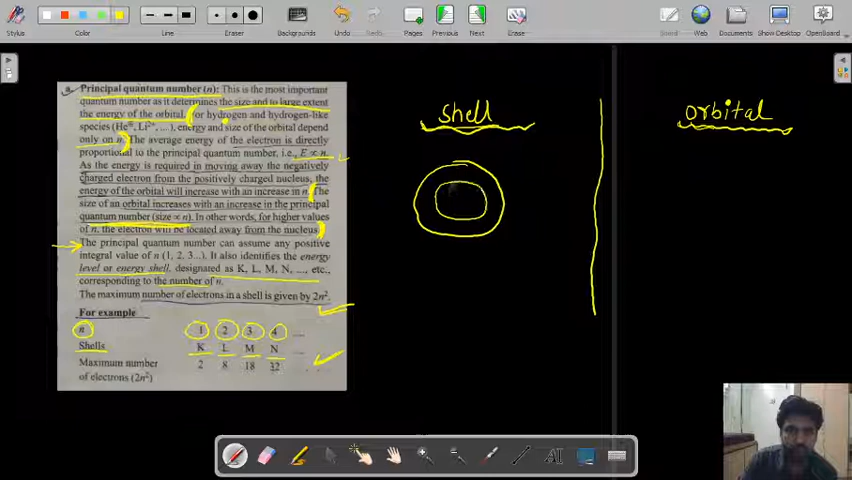 Stylus
Color
Line
Eraser
Backgrounds
Undo
Redo
Pages
Previous
Next
Erase
Board
Web
Documents
Show Desktop
OpenBoard
a. Principal quantum number (n): This is the most important
quantum number as it determines the size and to large extent
the energy of the orbital. For hydrogen and hydrogen-like
species (He⊕, Li²⁺, ...), energy and size of the orbital depend
only on n. The average energy of the electron is directly
proportional to the principal quantum number, i.e., E ∝ n.
As the energy is required in moving away the negatively
charged electron from the positively charged nucleus, the
energy of the orbital will increase with an increase in n. The
size of an orbital increases with an increase in the principal
quantum number (size ∝ n). In other words, for higher values
of n, the electron will be located away from the nucleus.
The principal quantum number can assume any positive
integral value of n (1, 2, 3...). It also identifies the energy
level or energy shell, designated as K, L, M, N, ..., etc.,
corresponding to the number of n.
The maximum number of electrons in a shell is given by 2n².
For example
n 1 2 3 4 ....
Shells K L M N ....
Maximum number 2 8 18 32
of electrons (2n²)
Shell
orbital